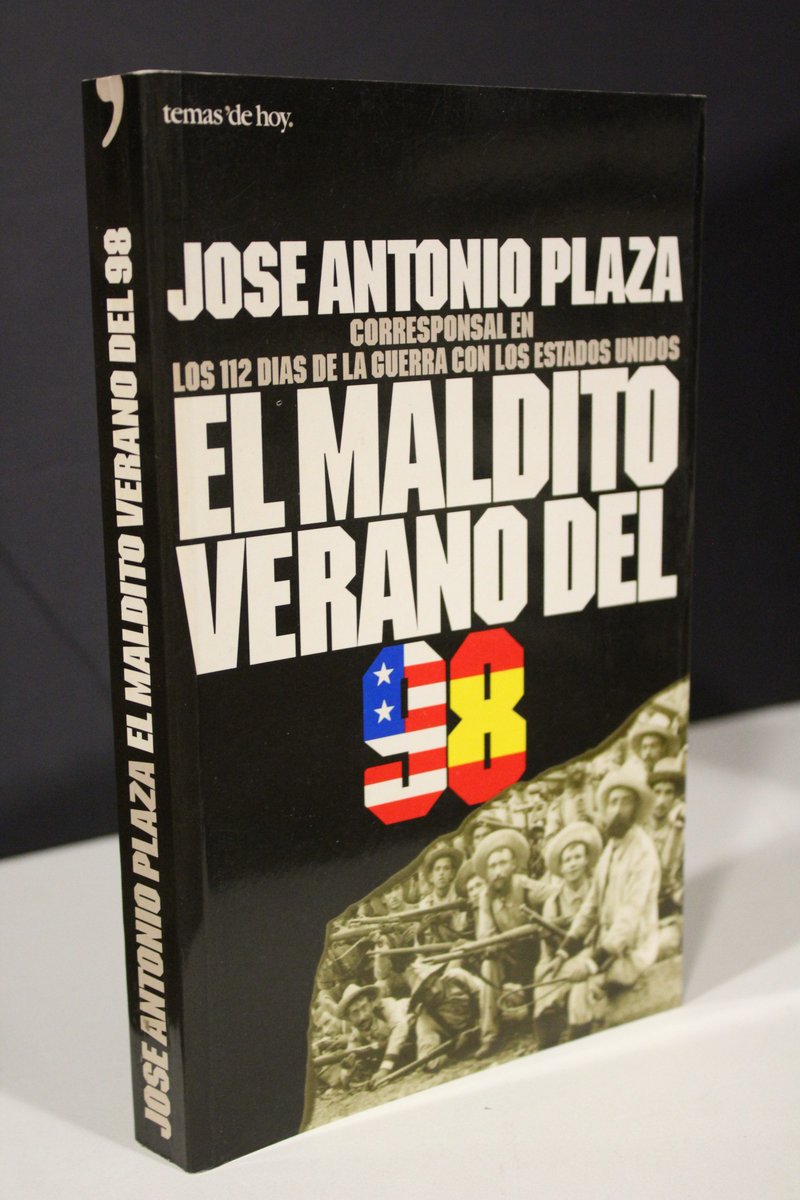 temas'de hoy.
JOSE ANTONIO PLAZA
CORRESPONSAL EN
LOS 112 DIAS DE LA GUERRA CON LOS ESTADOS UNIDOS
EL MALDITO
VERANO DEL
98
JOSE ANTONIO PLAZA EL MALDITO VERANO DEL 98